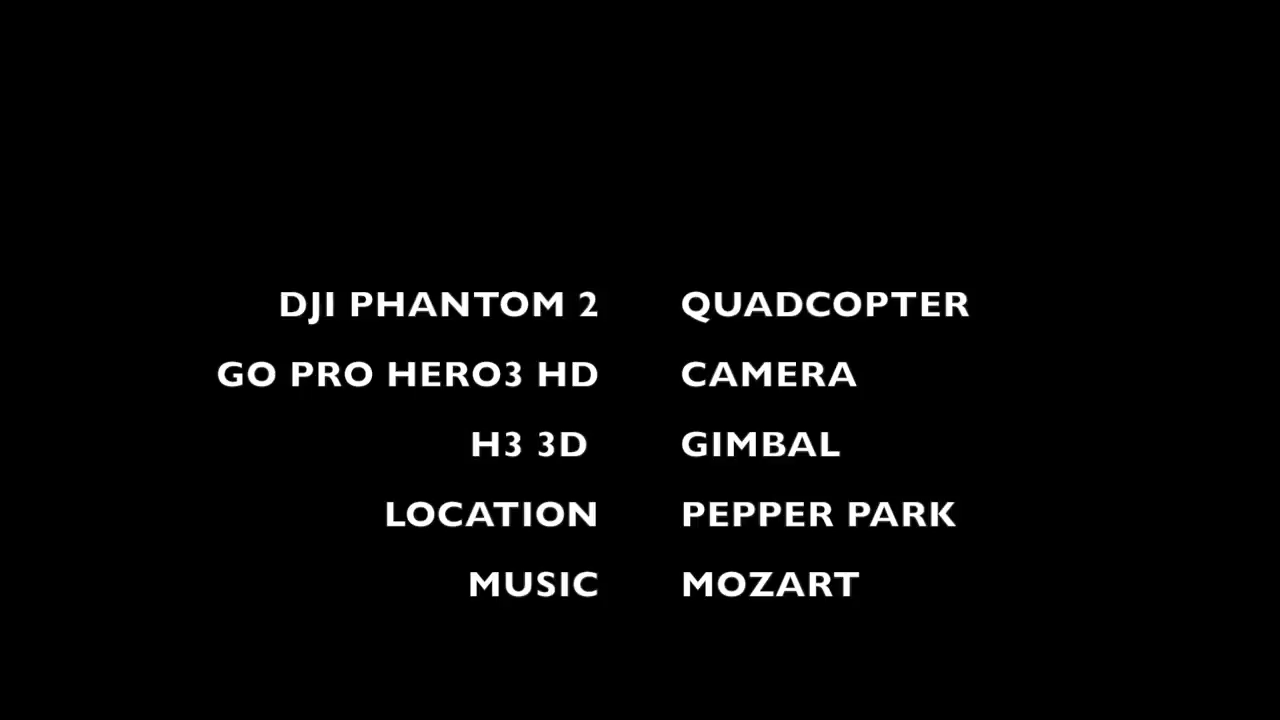 DJI PHANTOM 2 QUADCOPTER
GO PRO HERO3 HD CAMERA
H3 3D GIMBAL
LOCATION PEPPER PARK
MUSIC MOZART